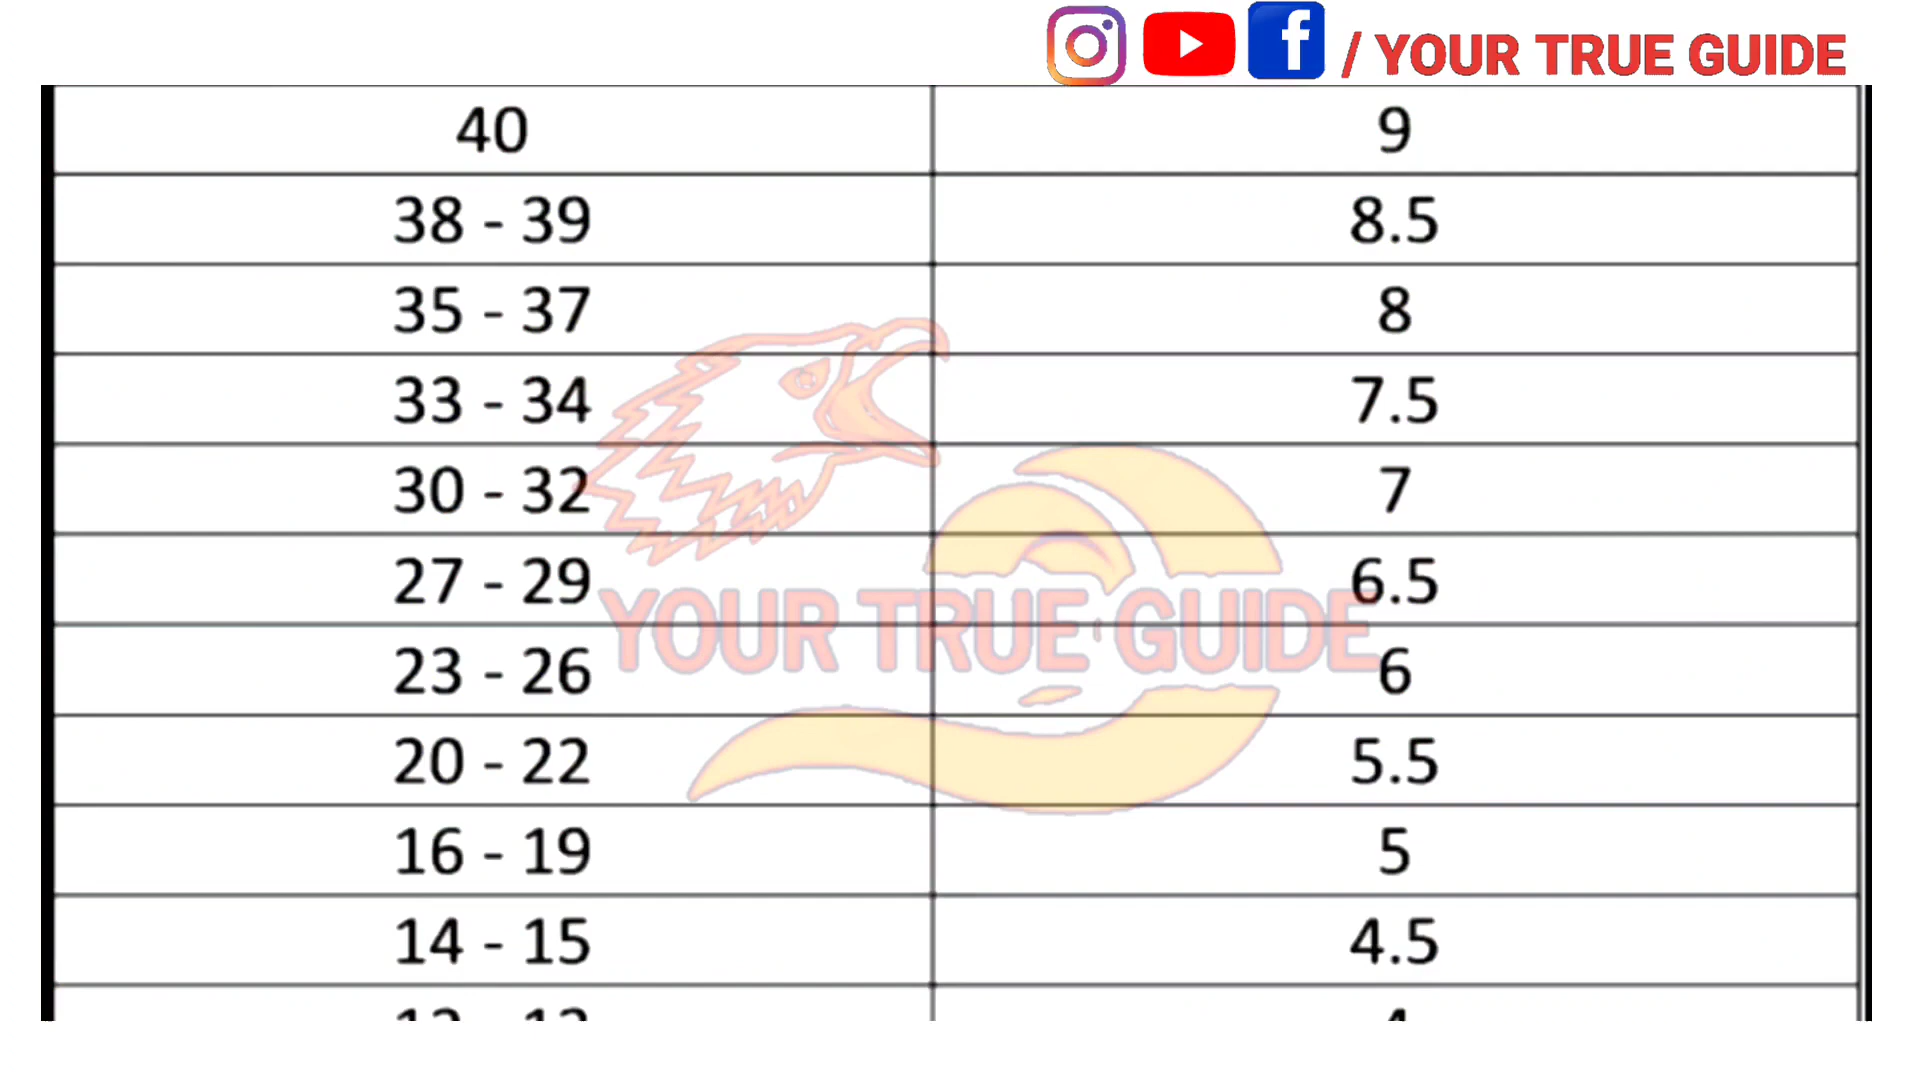 / YOUR TRUE GUIDE
40 9
38 - 39 8.5
35 - 37 8
33 - 34 7.5
30 - 32 7
27 - 29 6.5
YOUR TRUE GUIDE
23 - 26 6
20 - 22 5.5
16 - 19 5
14 - 15 4.5